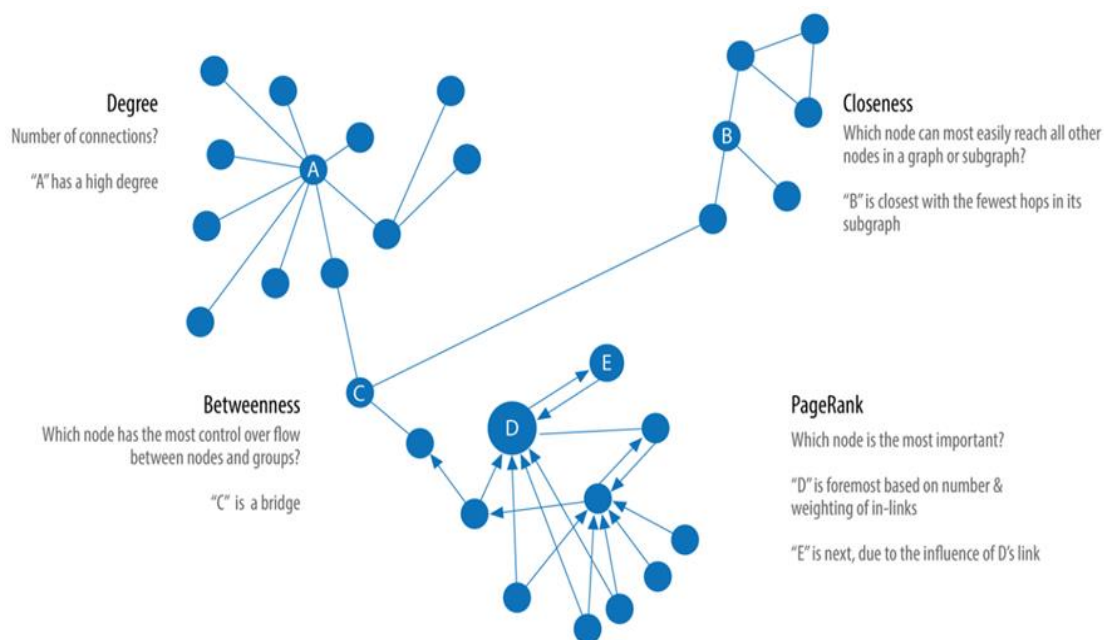 Degree
Number of connections?
“A” has a high degree
A
B
Closeness
Which node can most easily reach all other
nodes in a graph or subgraph?
“B” is closest with the fewest hops in its
subgraph
C
Betweenness
Which node has the most control over flow
between nodes and groups?
“C” is a bridge
E
D
PageRank
Which node is the most important?
“D” is foremost based on number &
weighting of in-links
“E” is next, due to the influence of D’s link